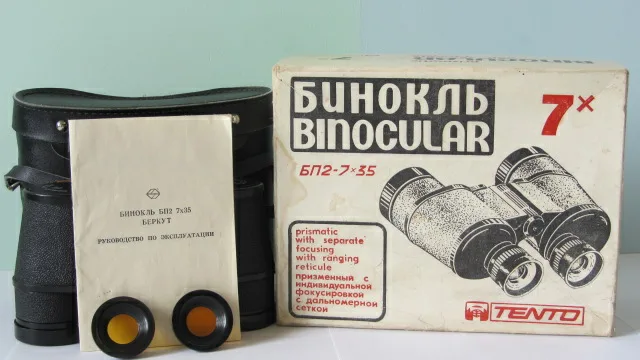 БИНОКЛЬ БП2 7х35
БЕРКУТ
РУКОВОДСТВО ПО ЭКСПЛУАТАЦИИ
БИНОКЛЬ
BINOCULAR
7×
БП2-7×35
prismatic
with separate
focusing
with ranging
reticule
призменный с
индивидуальной
фокусировкой
с дальномерной
сеткой
TENTO